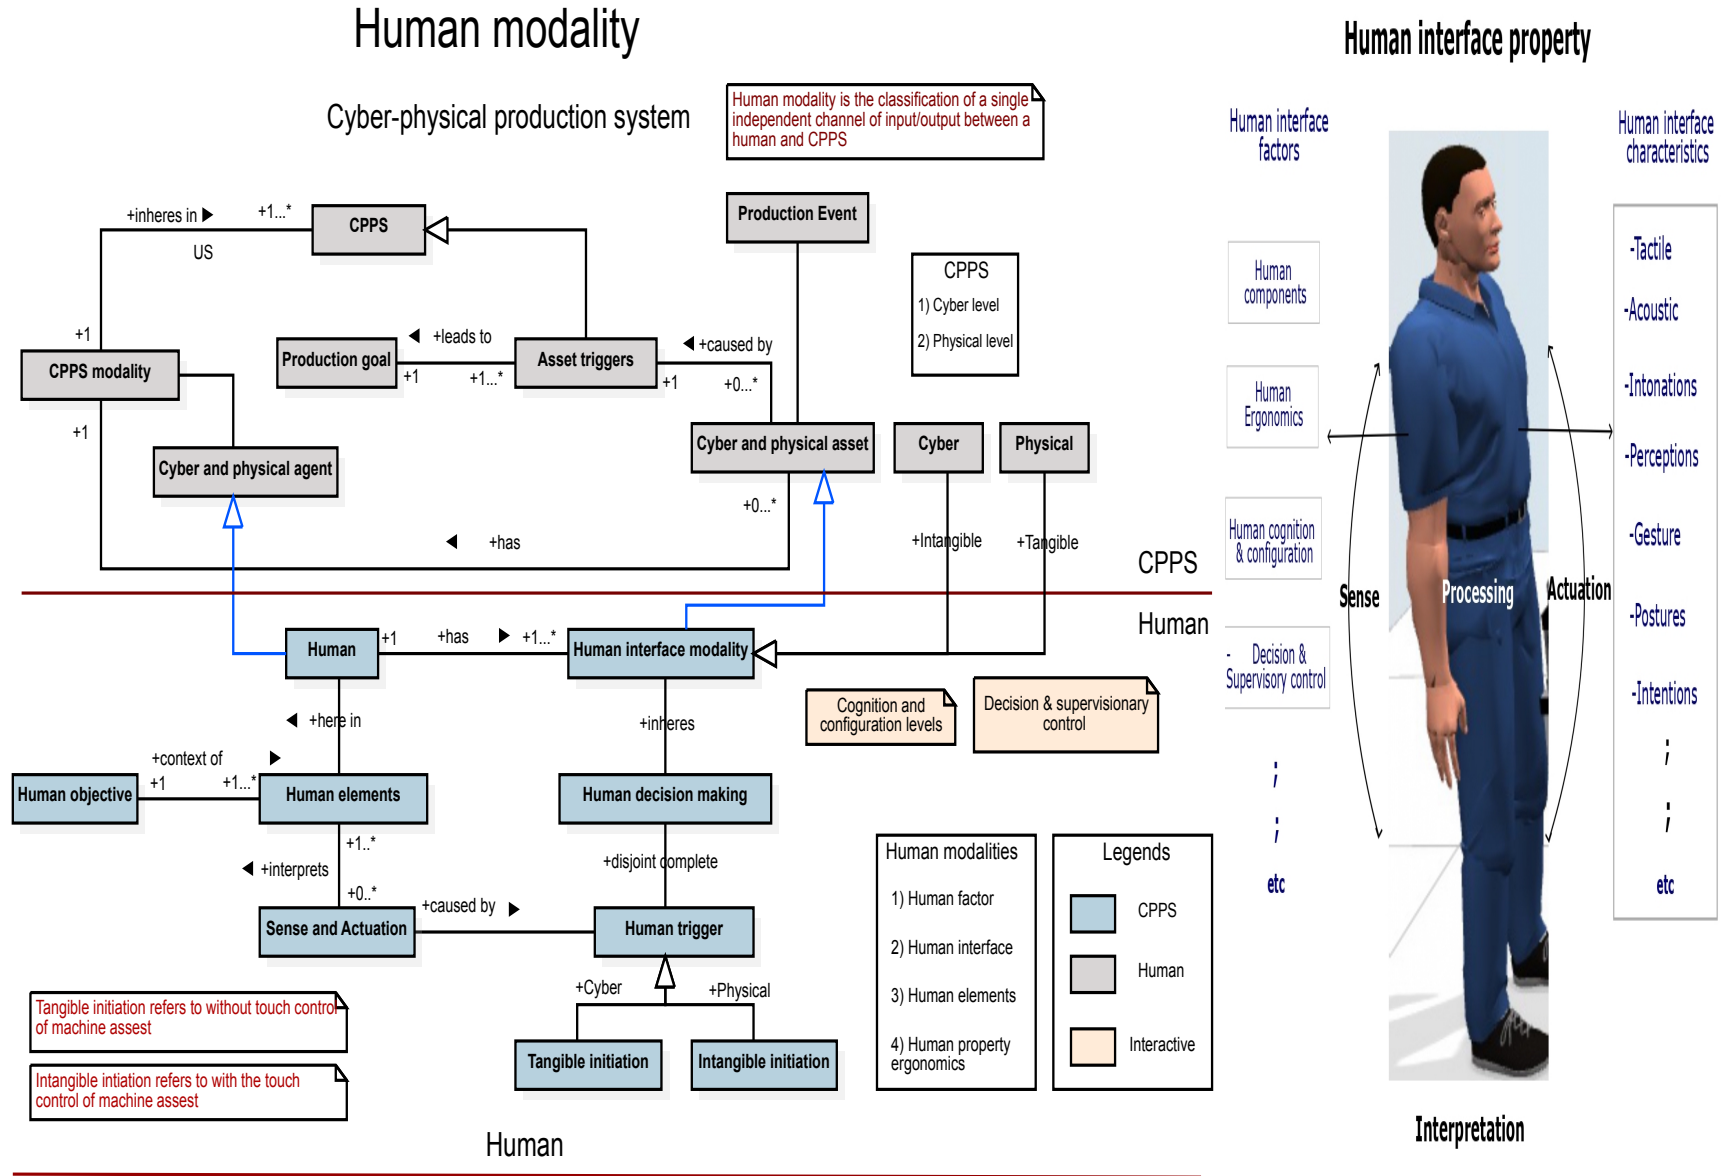 Human modality
Cyber-physical production system
Human modality is the classification of a single
independent channel of input/output between a
human and CPPS
+inheres in
+1...*
US
CPPS
Production Event
CPPS
1) Cyber level
2) Physical level
+1
CPPS modality
+1
Production goal
+leads to
+1
+1...*
Asset triggers
+caused by
+1
+0...*
Cyber and physical agent
Cyber and physical asset
Cyber
Physical
+0...*
+has
+Intangible
+Tangible
CPPS
Human
Human
+1
+has
+1...*
Human interface modality
+here in
+inheres
Cognition and
configuration levels
Decision & supervisionary
control
Human objective
+context of
+1
+1...*
Human elements
Human decision making
+1..*
+interprets
+0..*
+disjoint complete
Sense and Actuation
+caused by
Human trigger
+Cyber
+Physical
Tangible initiation
Intangible initiation
Tangible initiation refers to without touch control
of machine assest
Intangible intiation refers to with the touch
control of machine assest
Human modalities
1) Human factor
2) Human interface
3) Human elements
4) Human property
ergonomics
Legends
CPPS
Human
Interactive
Human
Human interface property
Human interface
factors
Human
components
Human
Ergonomics
Human cognition
& configuration
- Decision &
Supervisory control
;
;
etc
Sense
Processing
Actuation
Interpretation
Human interface
characteristics
-Tactile
-Acoustic
-Intonations
-Perceptions
-Gesture
-Postures
-Intentions
;
;
etc